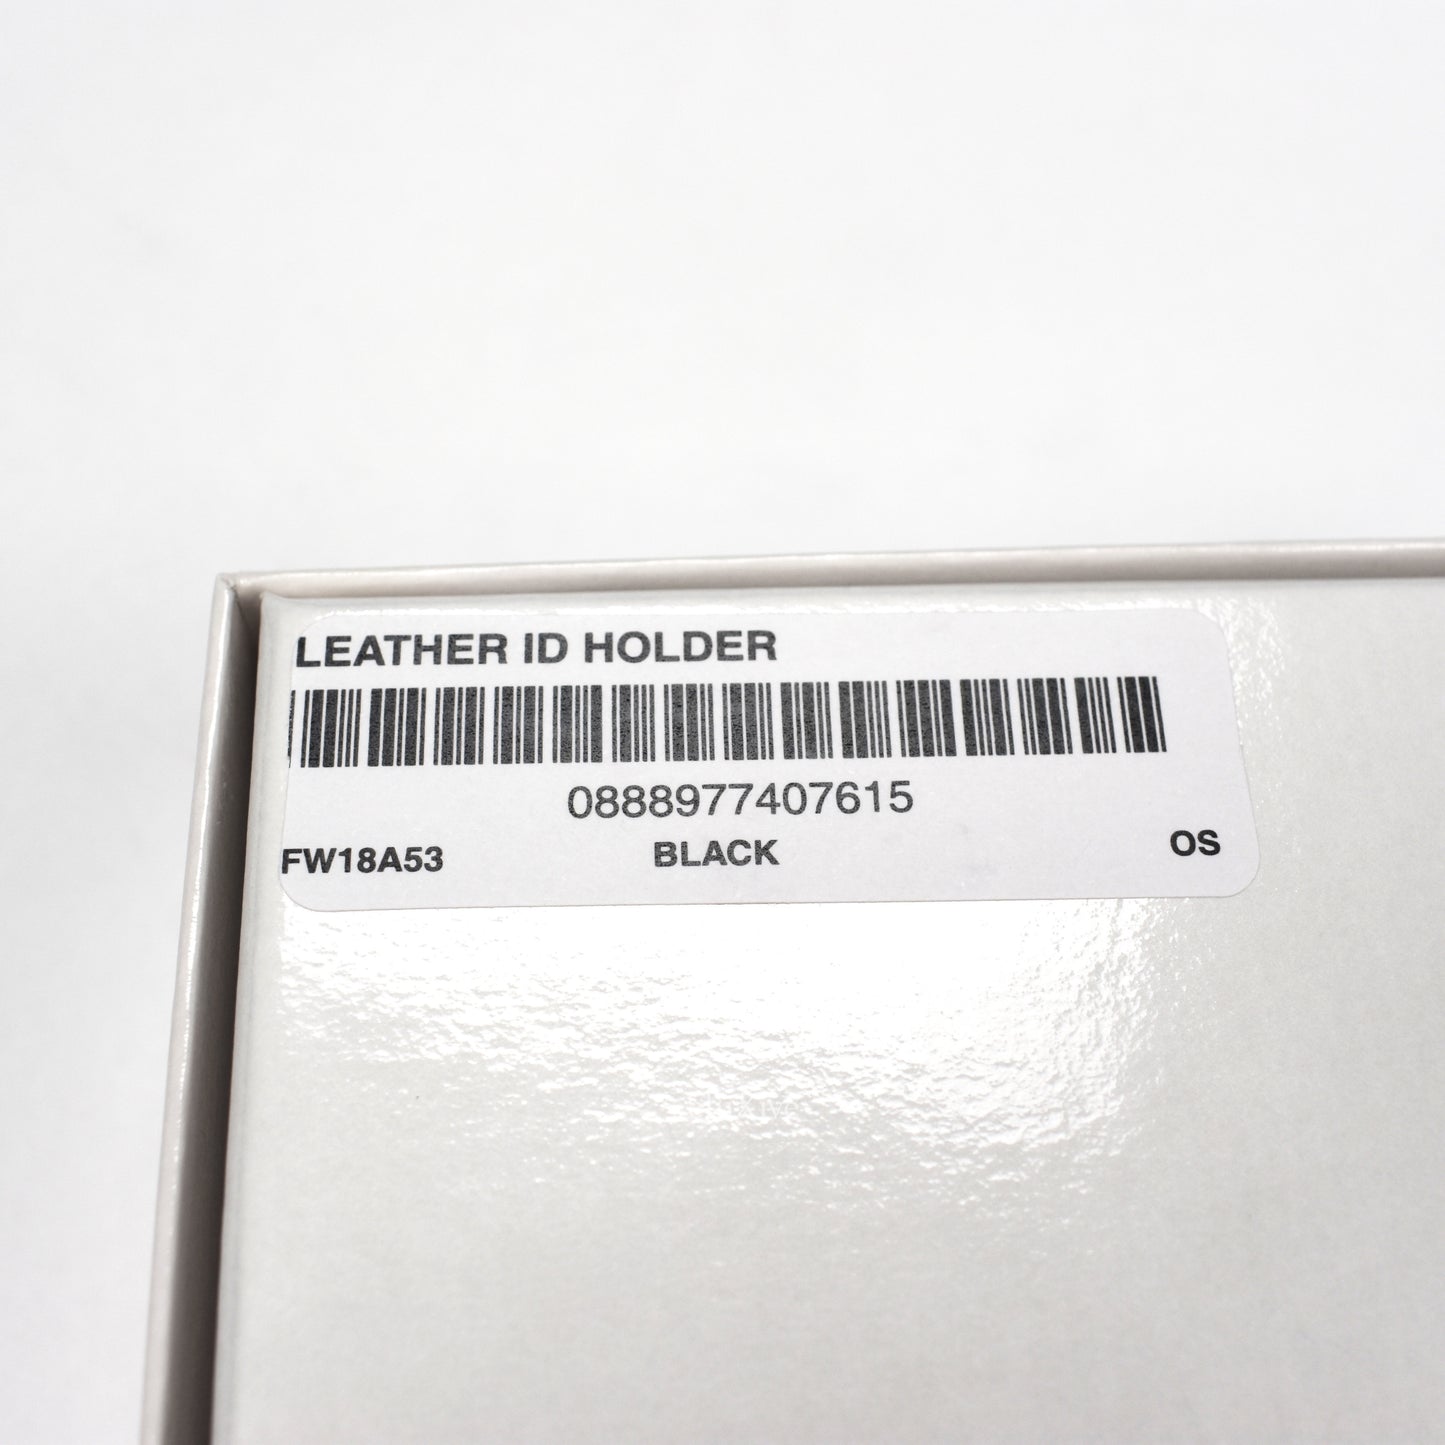 LEATHER ID HOLDER
0888977407615
FW18A53 BLACK OS